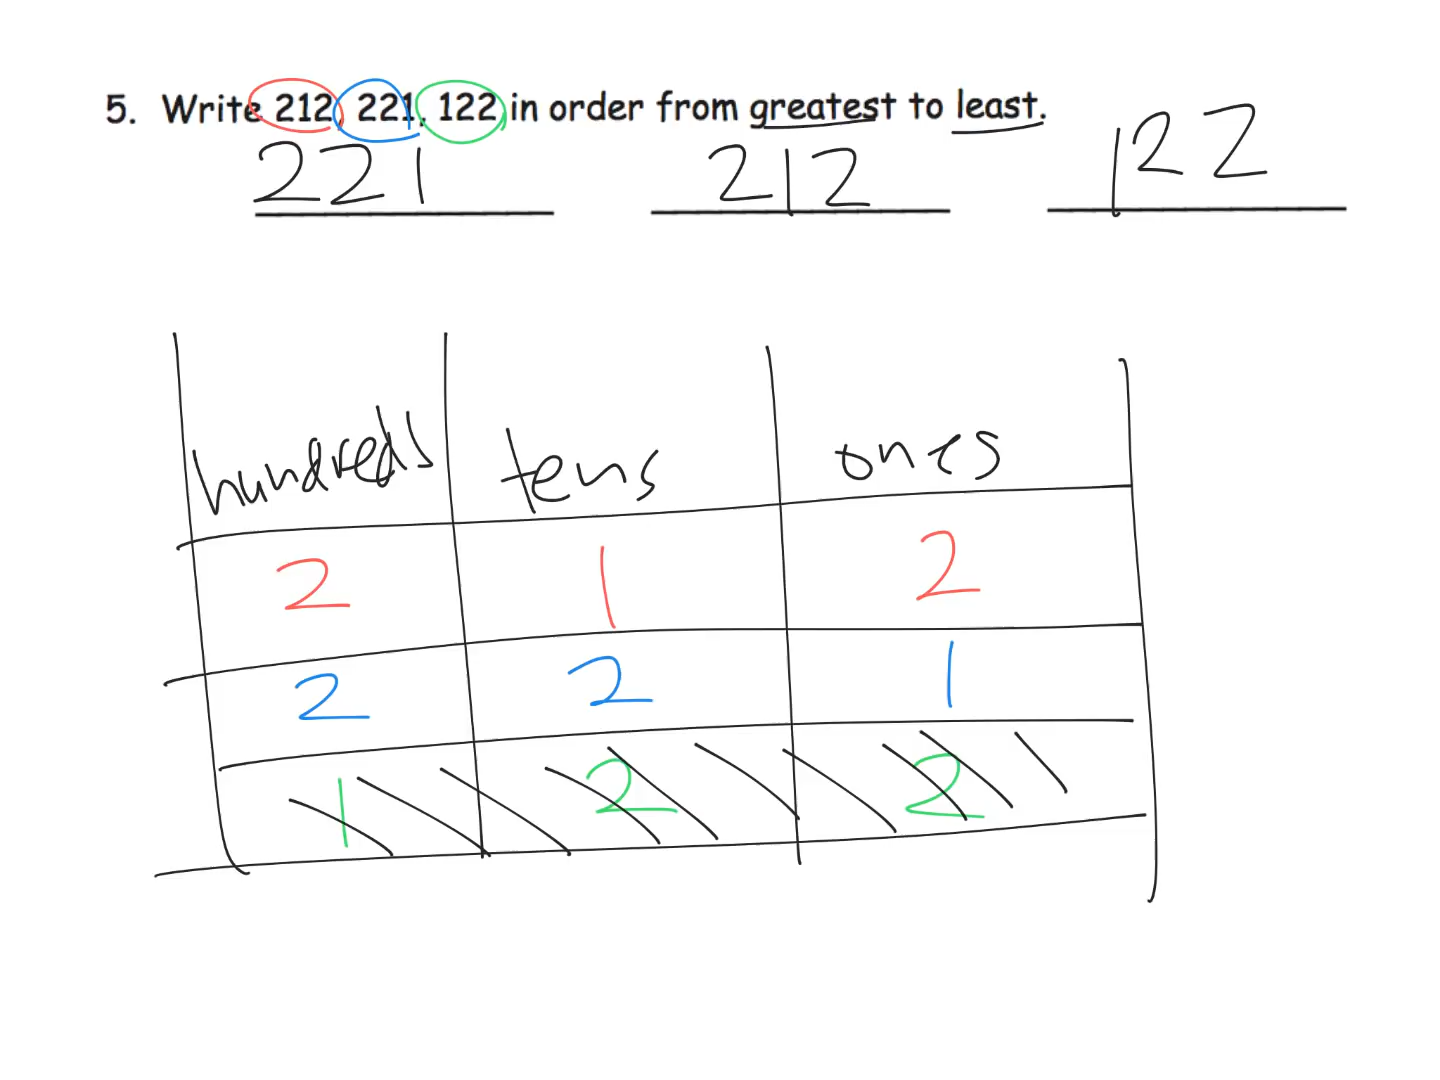 5. Write 212, 221, 122, in order from greatest to least.
221 212 122
hundreds tens ones
2 1 2
2 2 1
1 2 2